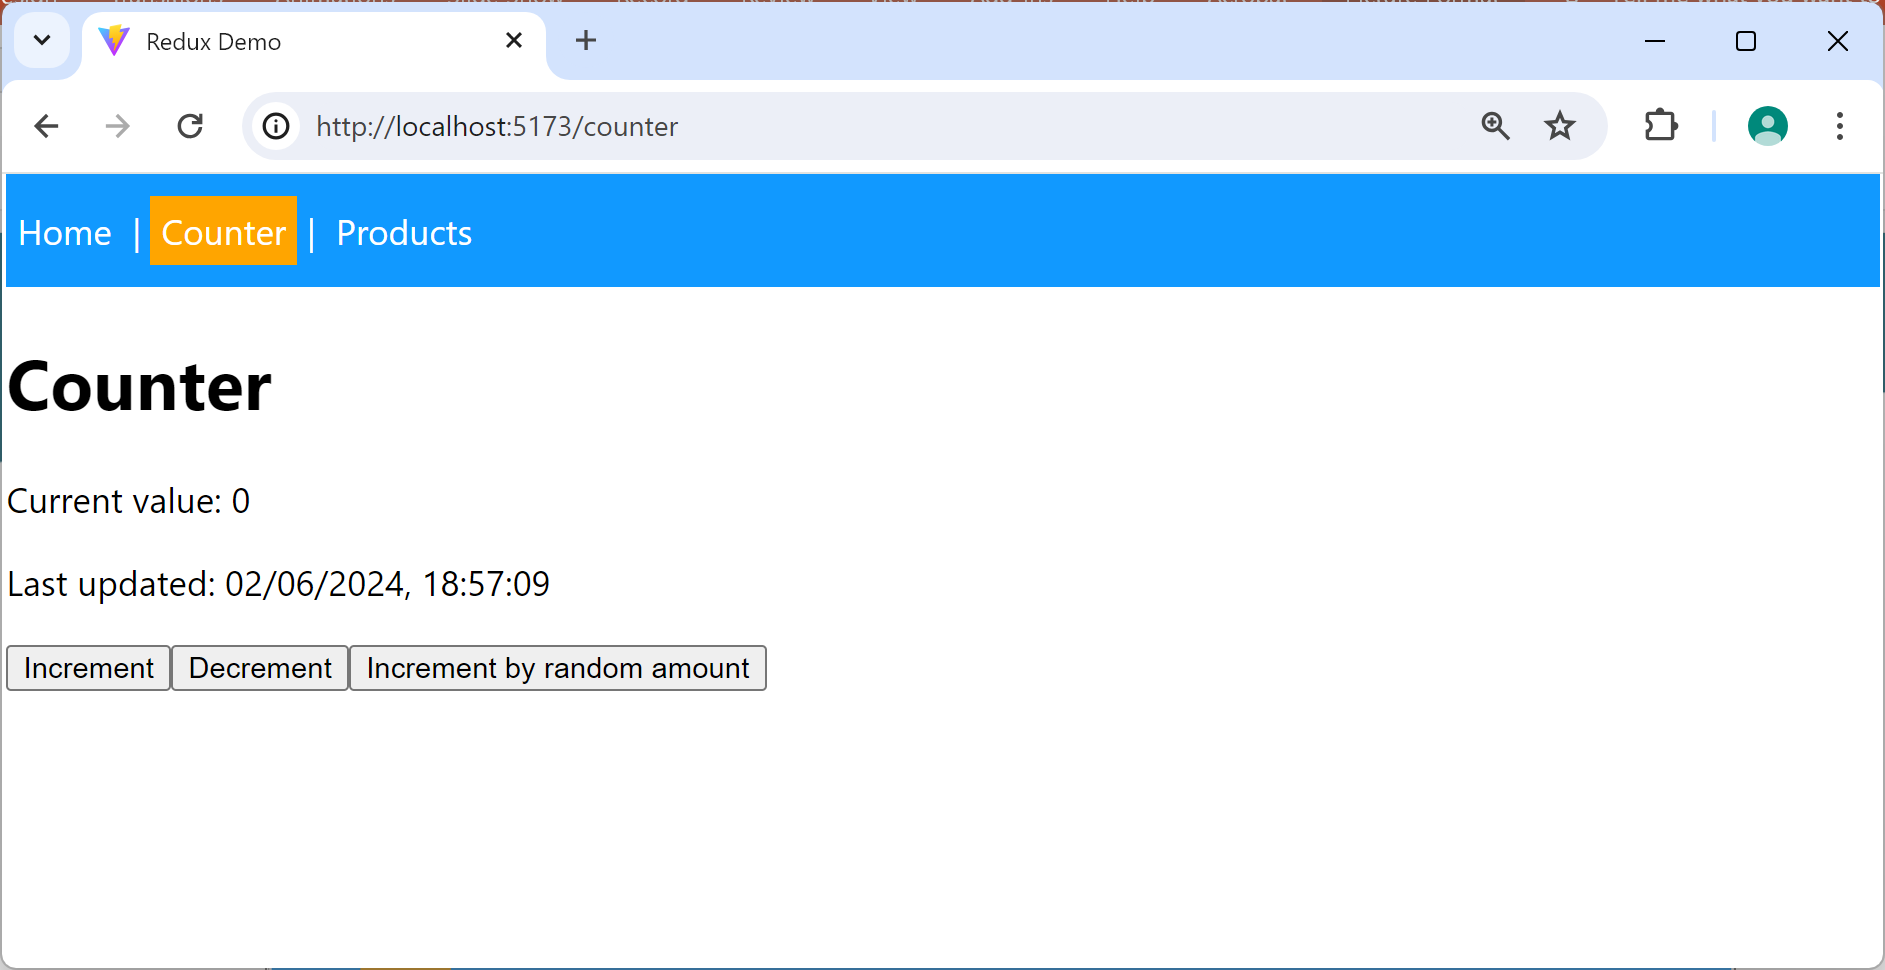 Redux Demo
http://localhost:5173/counter
Home | Counter | Products
Counter
Current value: 0
Last updated: 02/06/2024, 18:57:09
Increment Decrement Increment by random amount